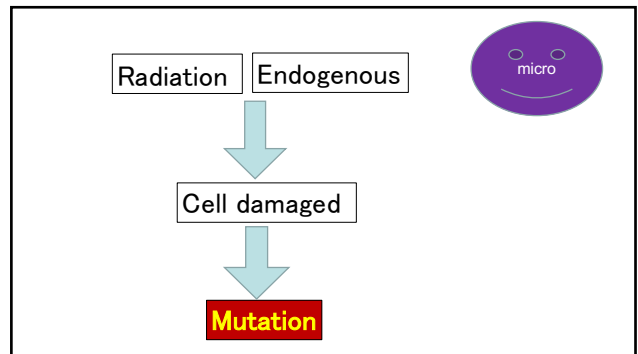 Radiation
Endogenous
micro
Cell damaged
Mutation